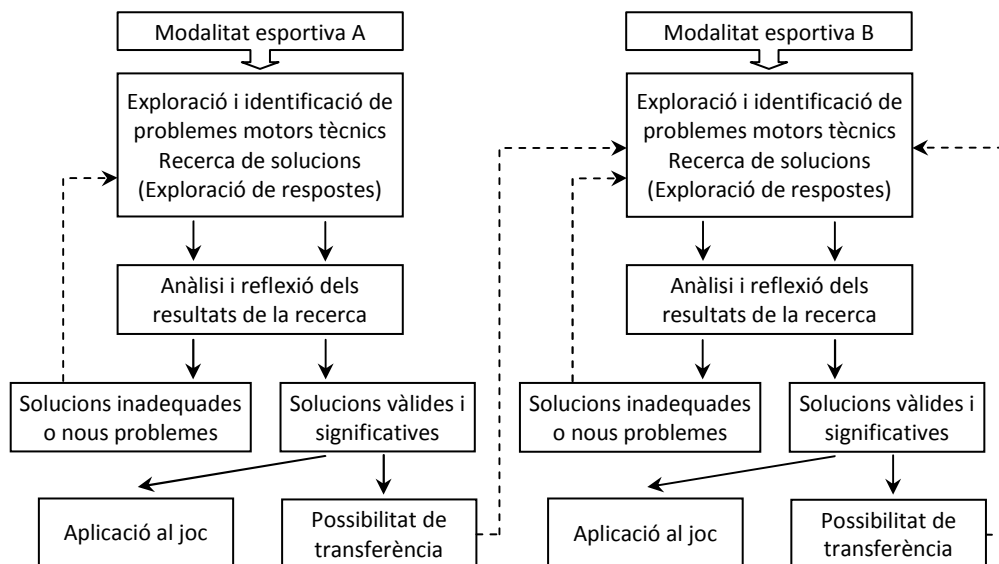 Modalitat esportiva A
Exploració i identificació de
problemes motors tècnics
Recerca de solucions
(Exploració de respostes)
Anàlisi i reflexió dels
resultats de la recerca
Solucions inadequades
o nous problemes
Solucions vàlides i
significatives
Aplicació al joc
Possibilitat de
transferència
Modalitat esportiva B
Exploració i identificació de
problemes motors tècnics
Recerca de solucions
(Exploració de respostes)
Anàlisi i reflexió dels
resultats de la recerca
Solucions inadequades
o nous problemes
Solucions vàlides i
significatives
Aplicació al joc
Possibilitat de
transferència